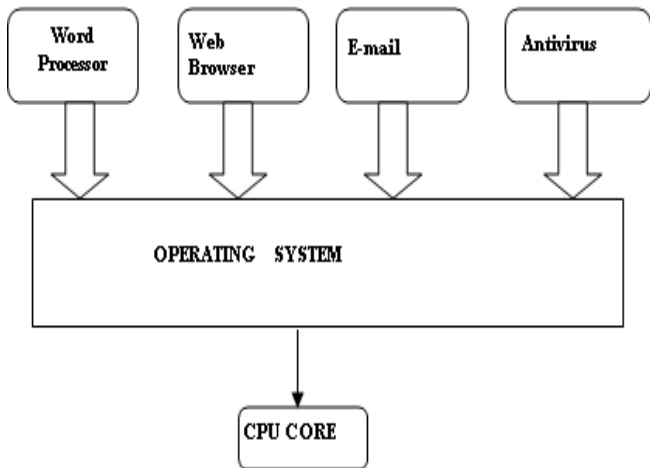 Word
Processor
Web
Browser
E-mail
Antivirus
OPERATING SYSTEM
CPU CORE